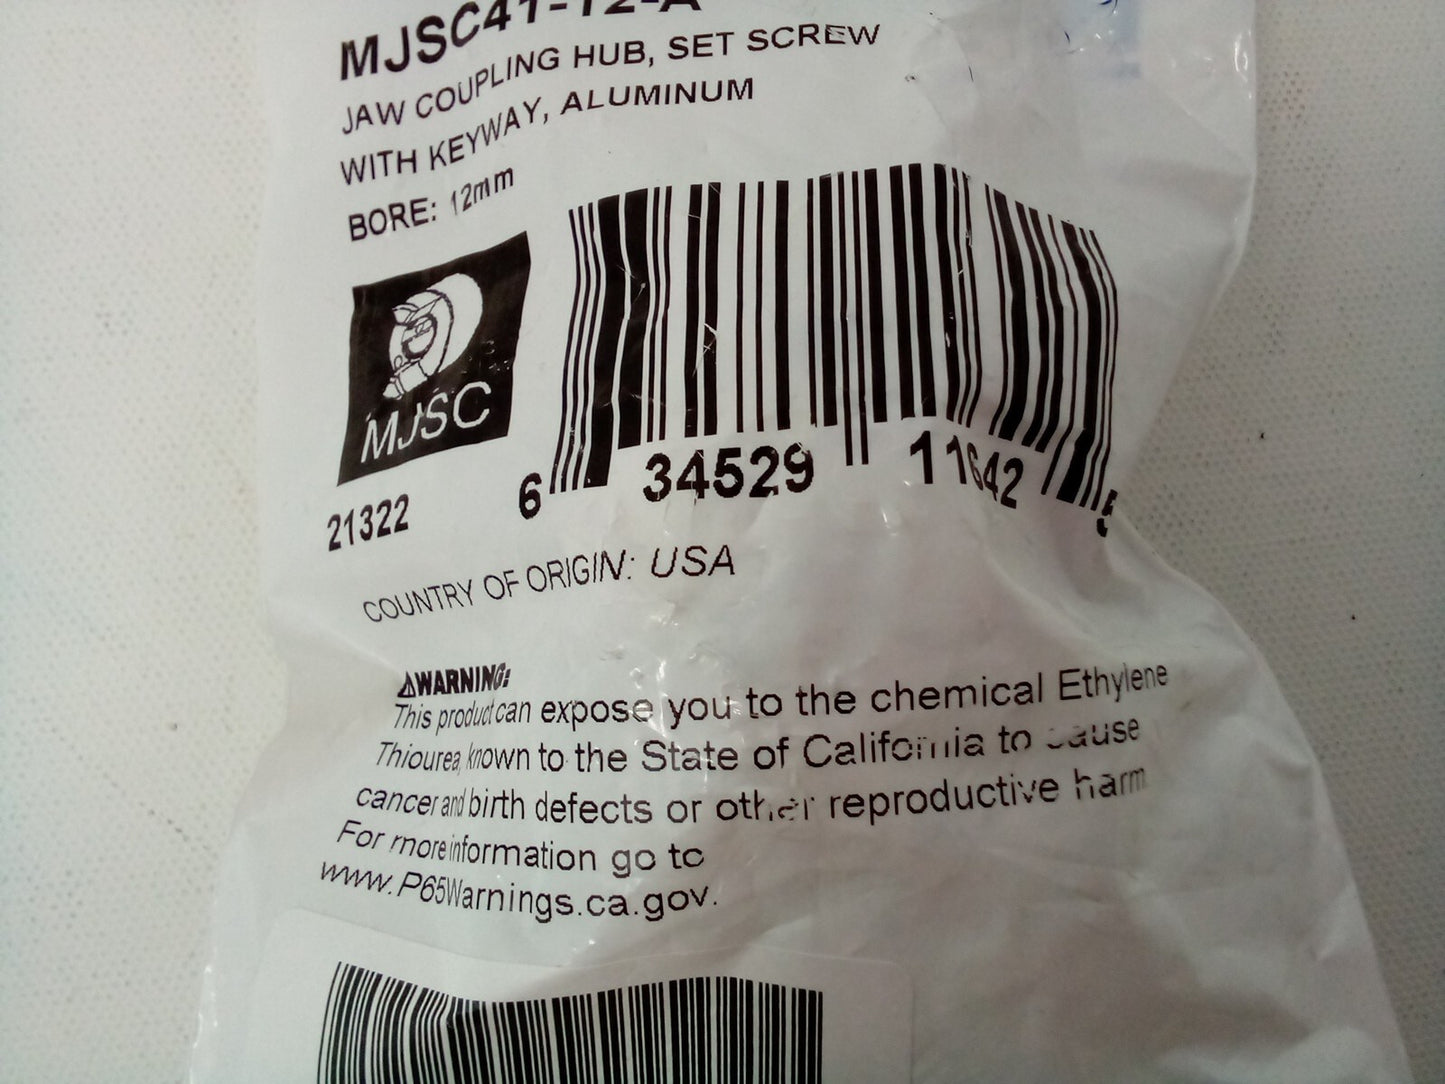 MJSC41-12-A
JAW COUPLING HUB, SET SCREW
WITH KEYWAY, ALUMINUM
BORE: 12mm
MJSC
21322
6 34529 11642 5
COUNTRY OF ORIGIN: USA
⚠WARNING:
This product can expose you to the chemical Ethylene
Thiourea, known to the State of California to cause
cancer and birth defects or other reproductive harm
For more information go to
www.P65Warnings.ca.gov.